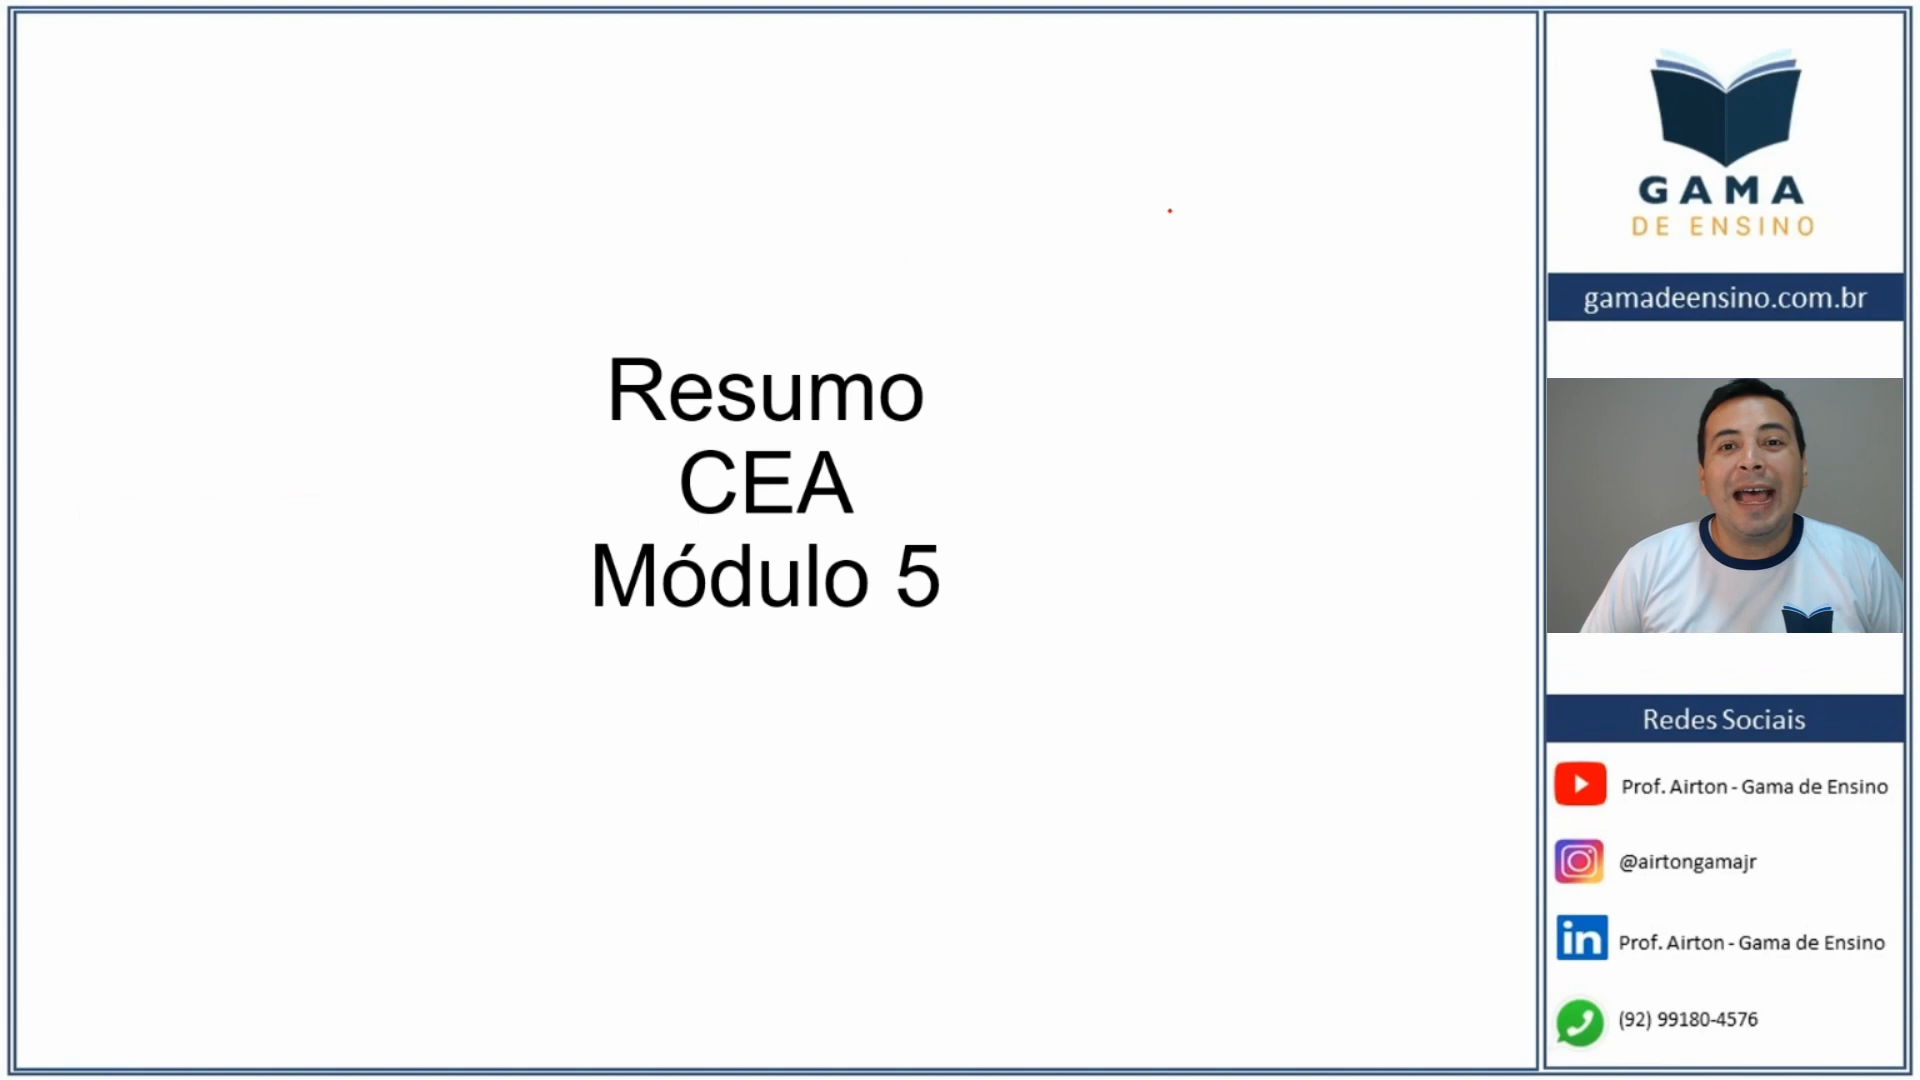 Resumo
CEA
Módulo 5
GAMA
DE ENSINO
gamadeensino.com.br
Redes Sociais
Prof. Airton - Gama de Ensino
@airtongamajr
in
Prof. Airton - Gama de Ensino
(92) 99180-4576